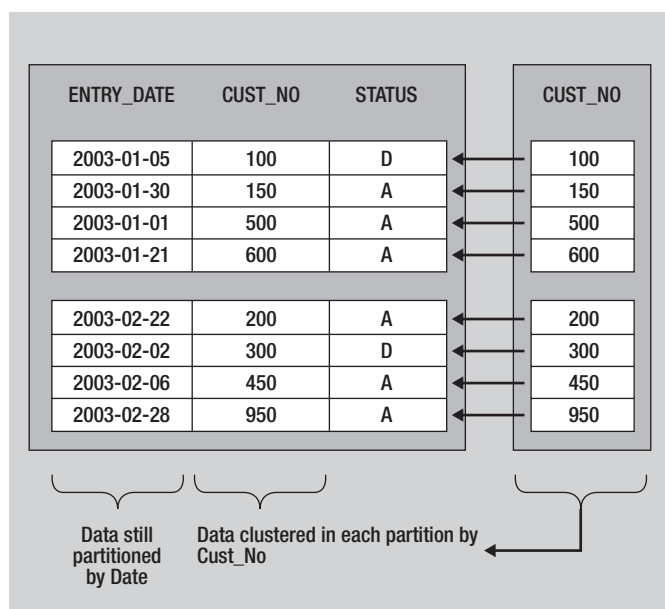 ENTRY_DATE CUST_NO STATUS CUST_NO
2003-01-05 100 D 100
2003-01-30 150 A 150
2003-01-01 500 A 500
2003-01-21 600 A 600
2003-02-22 200 A 200
2003-02-02 300 D 300
2003-02-06 450 A 450
2003-02-28 950 A 950
Data still
partitioned
by Date
Data clustered in each partition by
Cust_No